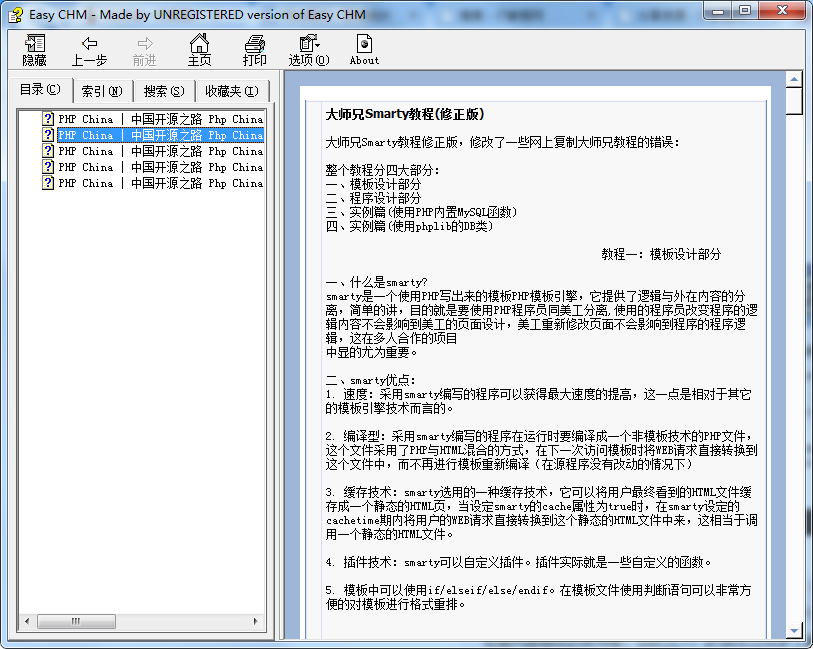 Easy CHM - Made by UNREGISTERED version of Easy CHM
隐藏 上一步 前进 主页 打印 选项(O) About
目录(C) 索引(N) 搜索(S) 收藏夹(I)
PHP China | 中国开源之路 Php China
PHP China | 中国开源之路 Php China
PHP China | 中国开源之路 Php China
PHP China | 中国开源之路 Php China
PHP China | 中国开源之路 Php China
大师兄Smarty教程(修正版)
大师兄Smarty教程修正版，修改了一些网上复制大师兄教程的错误：
整个教程分四大部分：
一、模板设计部分
二、程序设计部分
三、实例篇(使用PHP内置MySQL函数)
四、实例篇(使用phplib的DB类)
教程一：模板设计部分
一、什么是smarty?
smarty是一个使用PHP写出来的模板PHP模板引擎，它提供了逻辑与外在内容的分
离，简单的讲，目的就是要使用PHP程序员同美工分离,使用的程序员改变程序的逻
辑内容不会影响到美工的页面设计，美工重新修改页面不会影响到程序的程序逻
辑，这在多人合作的项目
中显的尤为重要。
二、smarty优点：
1. 速度：采用smarty编写的程序可以获得最大速度的提高，这一点是相对于其它
的模板引擎技术而言的。
2. 编译型：采用smarty编写的程序在运行时要编译成一个非模板技术的PHP文件，
这个文件采用了PHP与HTML混合的方式，在下一次访问模板时将WEB请求直接转换到
这个文件中，而不再进行模板重新编译（在源程序没有改动的情况下）
3. 缓存技术：smarty选用的一种缓存技术，它可以将用户最终看到的HTML文件缓
存成一个静态的HTML页，当设定smarty的cache属性为true时，在smarty设定的
cachetime期内将用户的WEB请求直接转换到这个静态的HTML文件中来，这相当于调
用一个静态的HTML文件。
4. 插件技术：smarty可以自定义插件。插件实际就是一些自定义的函数。
5. 模板中可以使用if/elseif/else/endif。在模板文件使用判断语句可以非常方
便的对模板进行格式重排。